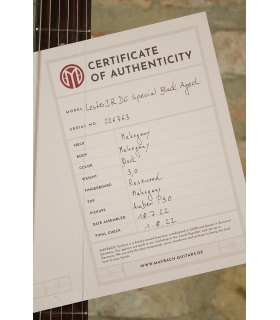 CERTIFICATE
OF AUTHENTICITY
MODEL Lester JR DC Special Black Aged
SERIAL NO. 226763
NECK Mahogany
BODY Mahogany
COLOR
WEIGHT 3,0
FINGERBOARD Rosewood
TOP Mahogany
PICKUPS Amber P90
DATE ASSEMBLED 18.7.22
FINAL CHECK 1.8.22
WWW.MAYBACH-GUITARS.DE